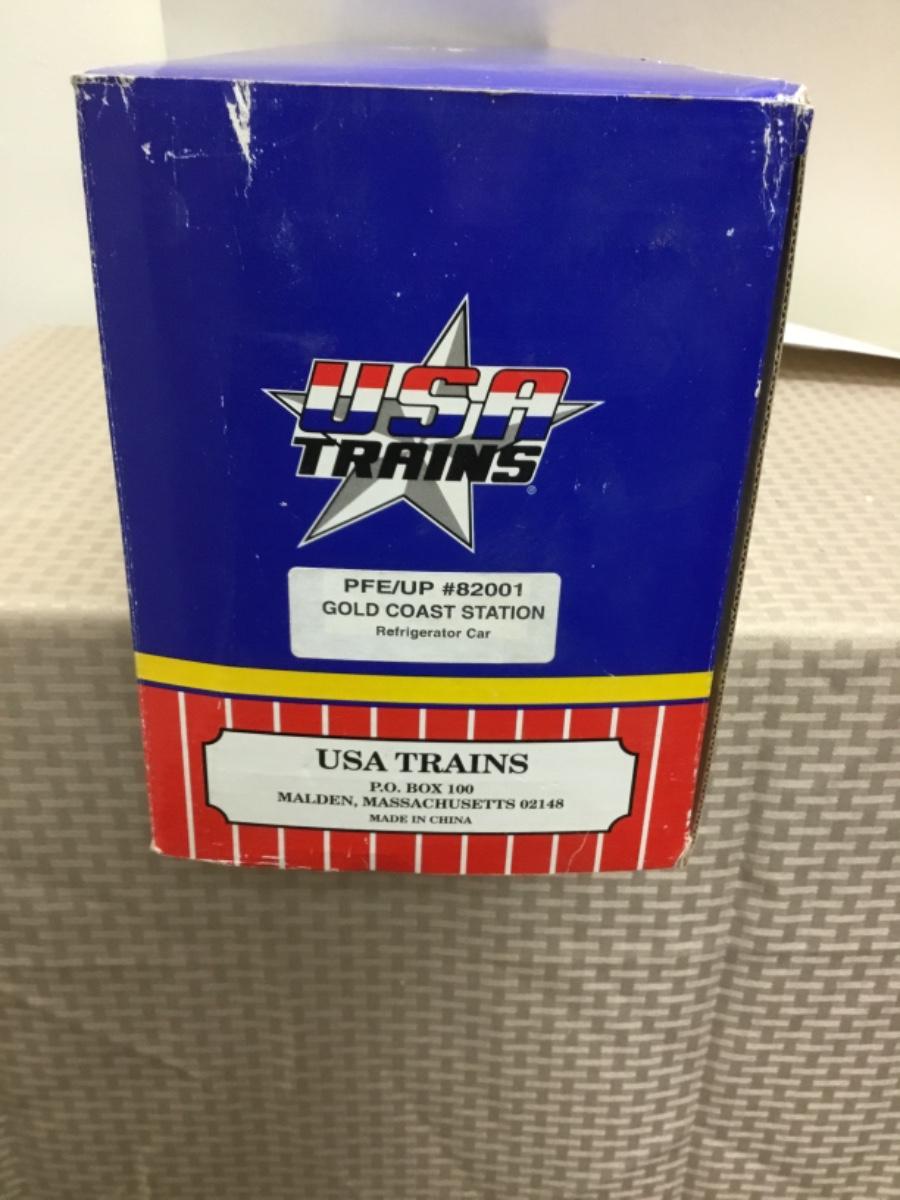 USA
TRAINS®
PFE/UP #82001
GOLD COAST STATION
Refrigerator Car
USA TRAINS
P.O. BOX 100
MALDEN, MASSACHUSETTS 02148
MADE IN CHINA